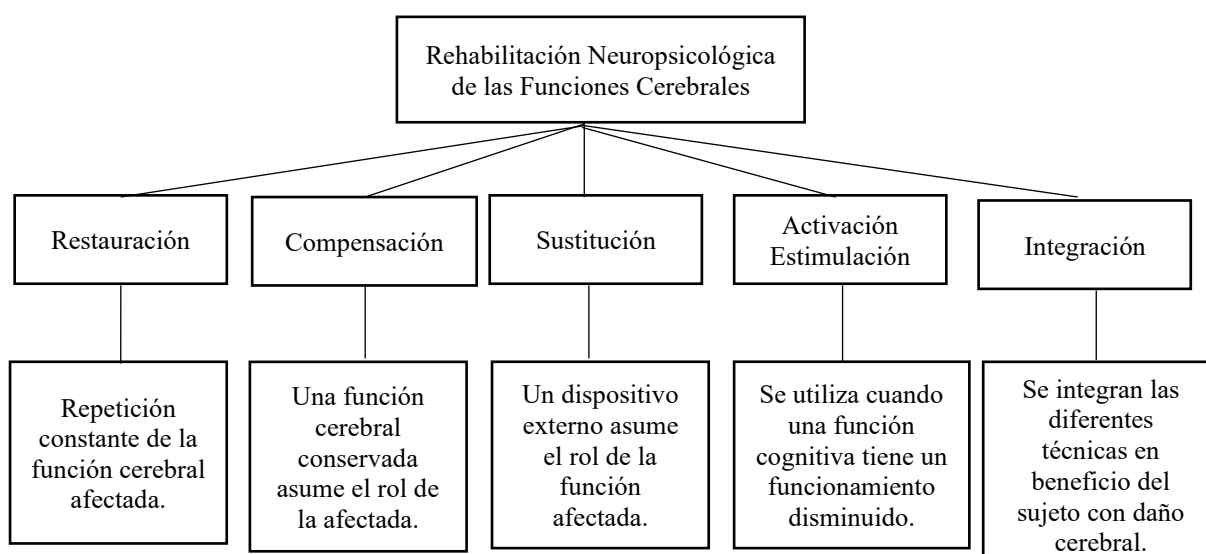 Rehabilitación Neuropsicológica
de las Funciones Cerebrales
Restauración
Compensación
Sustitución
Activación
Estimulación
Integración
Repetición
constante de la
función cerebral
afectada.
Una función
cerebral
conservada
asume el rol de
la afectada.
Un dispositivo
externo asume
el rol de la
función
afectada.
Se utiliza cuando
una función
cognitiva tiene un
funcionamiento
disminuido.
Se integran las
diferentes
técnicas en
beneficio del
sujeto con daño
cerebral.